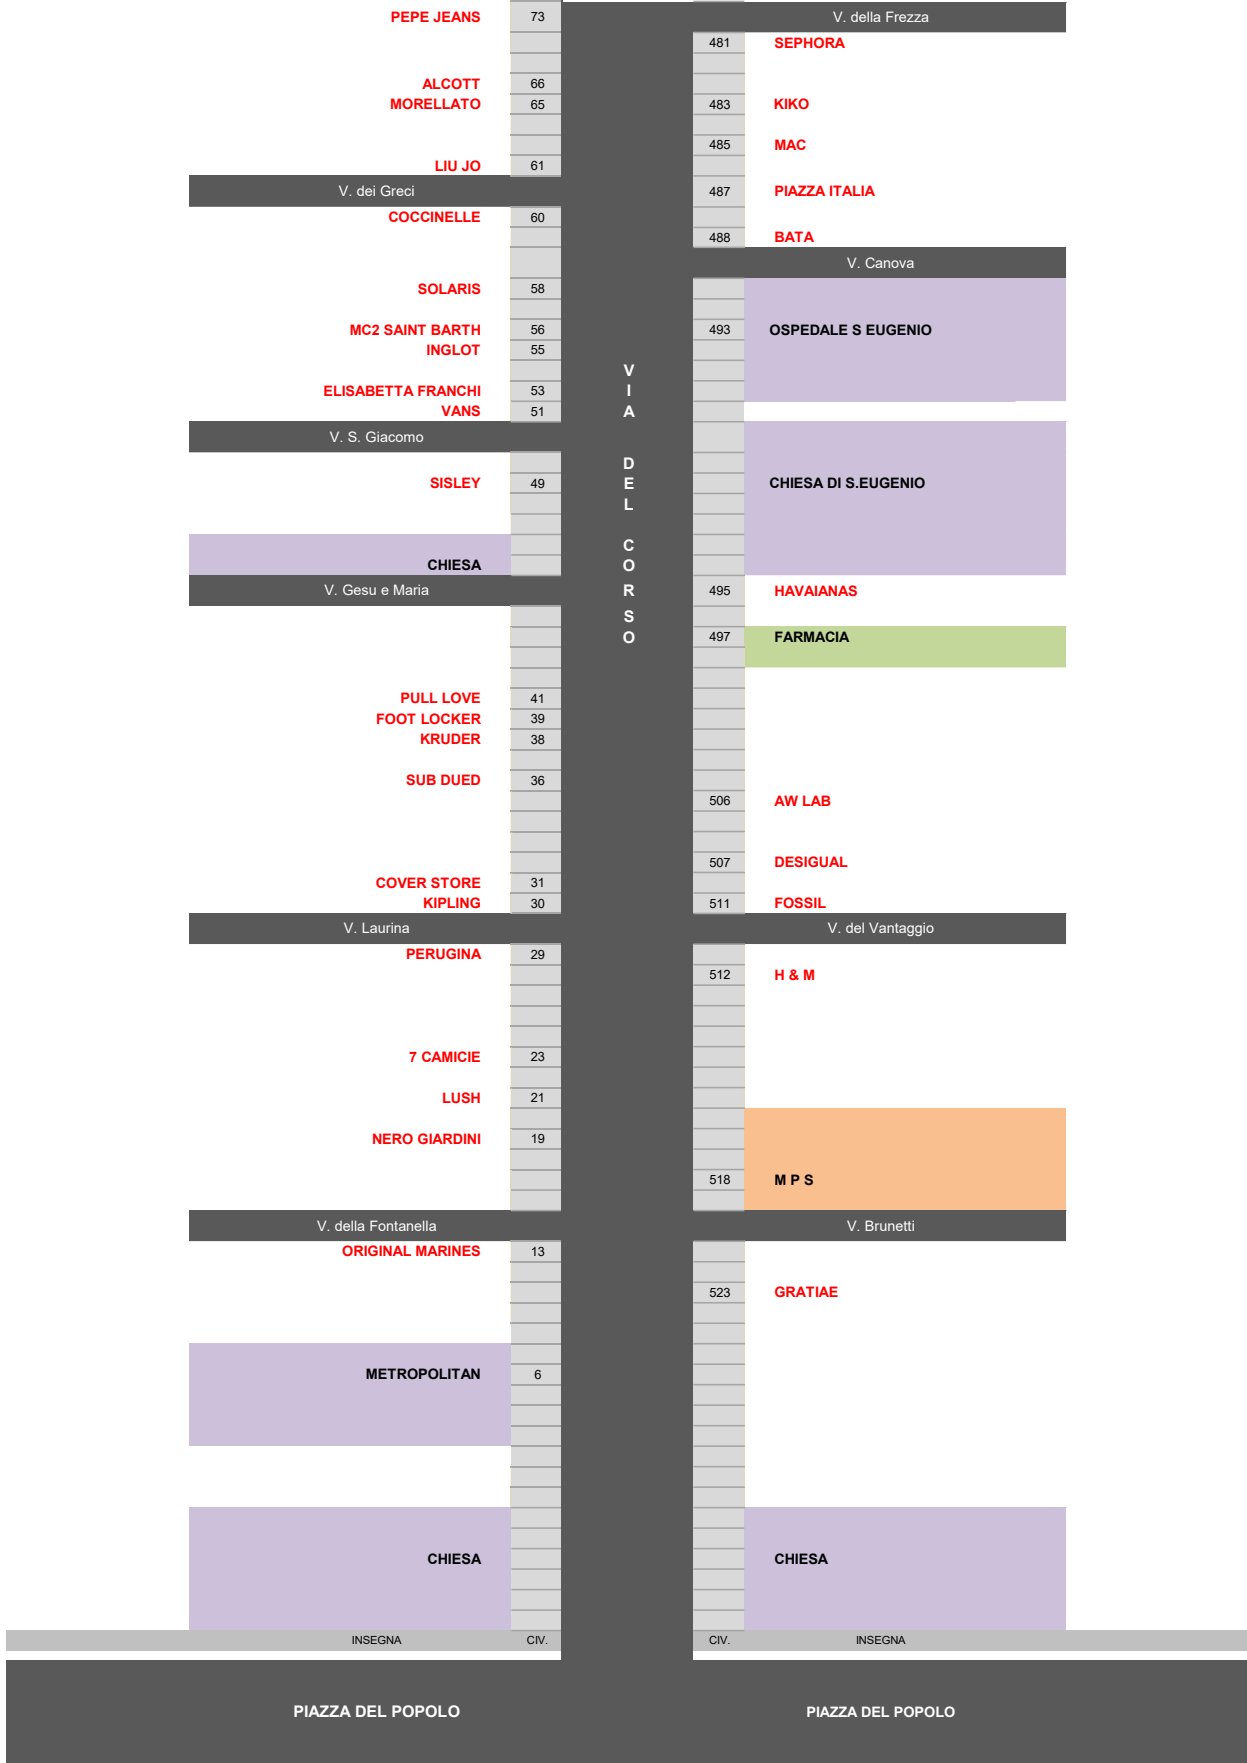 PEPE JEANS 73 V. della Frezza
481 SEPHORA
ALCOTT 66
MORELLATO 65 483 KIKO
485 MAC
LIU JO 61
V. dei Greci 487 PIAZZA ITALIA
COCCINELLE 60
488 BATA
V. Canova
SOLARIS 58
MC2 SAINT BARTH 56 493 OSPEDALE S EUGENIO
INGLOT 55
ELISABETTA FRANCHI 53
VANS 51
V. S. Giacomo
SISLEY 49 CHIESA DI S.EUGENIO
CHIESA
V. Gesu e Maria 495 HAVAIANAS
VIA DEL CORSO
497 FARMACIA
PULL LOVE 41
FOOT LOCKER 39
KRUDER 38
SUB DUED 36
506 AW LAB
507 DESIGUAL
COVER STORE 31
KIPLING 30 511 FOSSIL
V. Laurina V. del Vantaggio
PERUGINA 29
512 H & M
7 CAMICIE 23
LUSH 21
NERO GIARDINI 19
518 M P S
V. della Fontanella V. Brunetti
ORIGINAL MARINES 13
523 GRATIAE
METROPOLITAN 6
CHIESA CHIESA
INSEGNA CIV. CIV. INSEGNA
PIAZZA DEL POPOLO PIAZZA DEL POPOLO